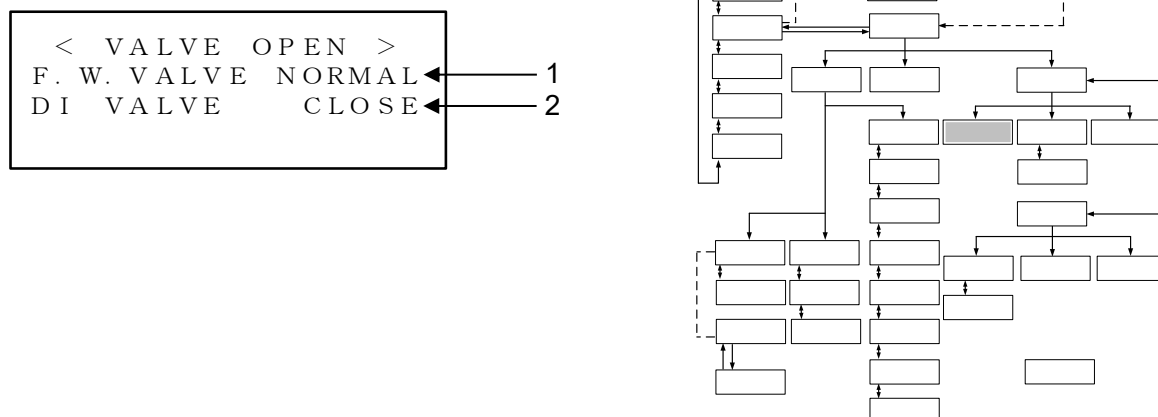 < VALVE OPEN >
F.W.VALVE NORMAL
1
DI VALVE CLOSE
2